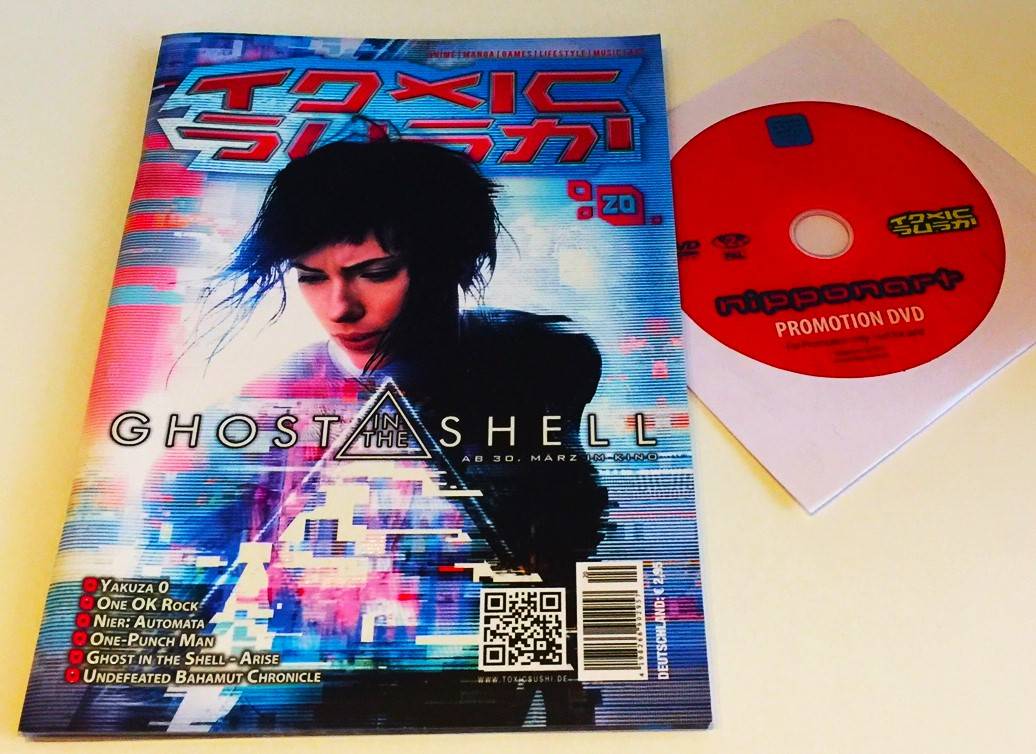 ANIME | MANGA | GAMES | LIFESTYLE | MUSIC | ART
TOXIC
SUSHI
20
GHOST IN THE SHELL
AB 30. MÄRZ IM KINO
YAKUZA 0
ONE OK ROCK
NIER: AUTOMATA
ONE-PUNCH MAN
GHOST IN THE SHELL - ARISE
UNDEFEATED BAHAMUT CHRONICLE
WWW.TOXICSUSHI.DE
DEUTSCHLAND: €
TOXIC
SUSHI
nipponart
PROMOTION DVD